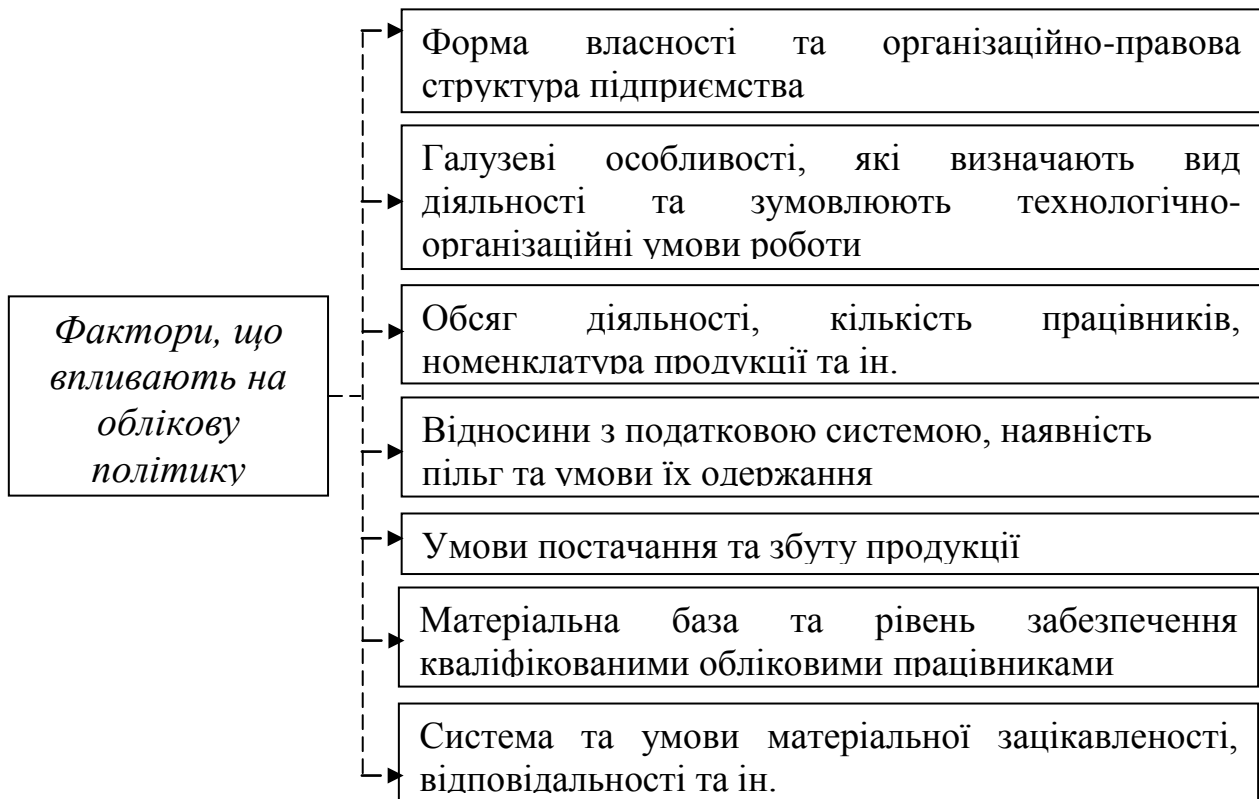 Фактори, що
впливають на
облікову
політику
Форма власності та організаційно-правова
структура підприємства
Галузеві особливості, які визначають вид
діяльності та зумовлюють технологічно-
організаційні умови роботи
Обсяг діяльності, кількість працівників,
номенклатура продукції та ін.
Відносини з податковою системою, наявність
пільг та умови їх одержання
Умови постачання та збуту продукції
Матеріальна база та рівень забезпечення
кваліфікованими обліковими працівниками
Система та умови матеріальної зацікавленості,
відповідальності та ін.